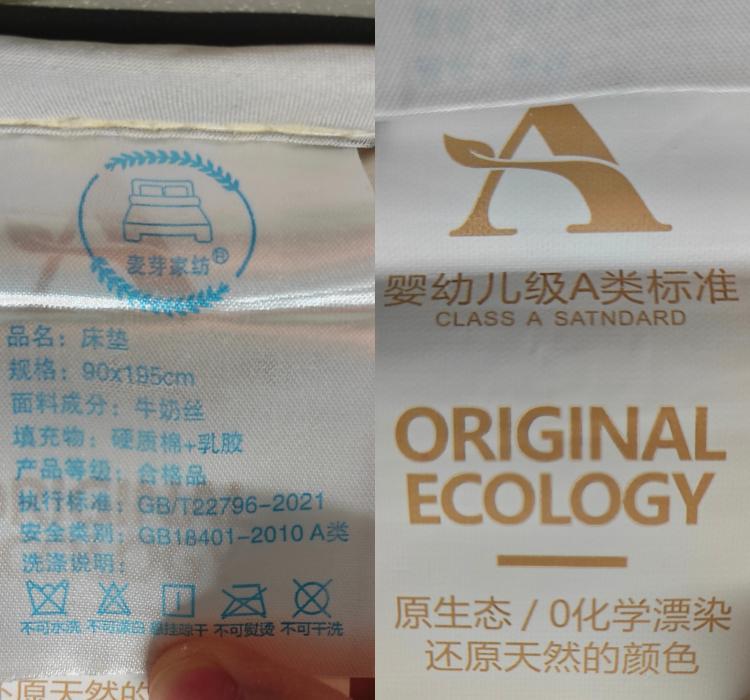 麦芽家纺®
品名：床垫
规格：90x195cm
面料成分：牛奶丝
填充物：硬质棉+乳胶
产品等级：合格品
执行标准：GB/T22796-2021
安全类别：GB18401-2010 A类
洗涤说明：
不可水洗 不可漂白 悬挂晾干 不可熨烫 不可干洗
还原天然的
A
婴幼儿级A类标准
CLASS A SATNDARD
ORIGINAL
ECOLOGY
原生态 / 0化学漂染
还原天然的颜色